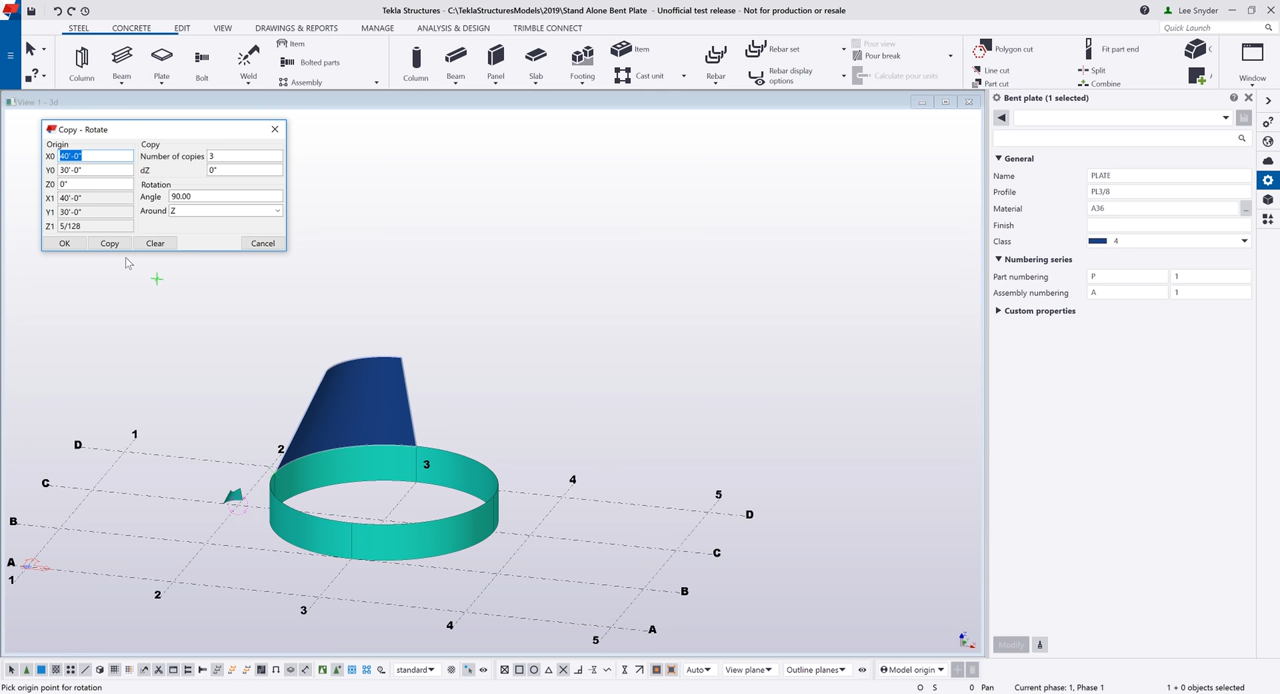 Tekla Structures - C:\TeklaStructuresModels\2019\Stand Alone Bent Plate - Unofficial test release - Not for production or resale
Lee Snyder
STEEL CONCRETE EDIT VIEW DRAWINGS & REPORTS MANAGE ANALYSIS & DESIGN TRIMBLE CONNECT
Quick Launch
Column Beam Plate Bolt Weld
Item
Bolted parts
Assembly
Column Beam Panel Slab Footing
Item
Cast unit
Rebar
Rebar set
Rebar display options
Pour view
Pour break
Calculate pour units
Polygon cut
Line cut
Part cut
Fit part end
Split
Combine
Window
View 1 - 3d
Copy - Rotate
Origin
X0 40'-0"
Y0 30'-0"
Z0 0"
X1 40'-0"
Y1 30'-0"
Z1 5/128
Copy
Number of copies 3
dZ 0"
Rotation
Angle 90.00
Around Z
OK Copy Clear Cancel
Bent plate (1 selected)
General
Name PLATE
Profile PL3/8
Material A36
...
Finish
Class 4
Numbering series
Part numbering P 1
Assembly numbering A 1
Custom properties
Modify
1
D
2
3
C
4
5
D
B
C
A
1
2
B
3
A
4
5
standard
Auto
View plane
Outline planes
Model origin
Pick origin point for rotation
O S 0 Pan Current phase: 1, Phase 1 1 + 0 objects selected